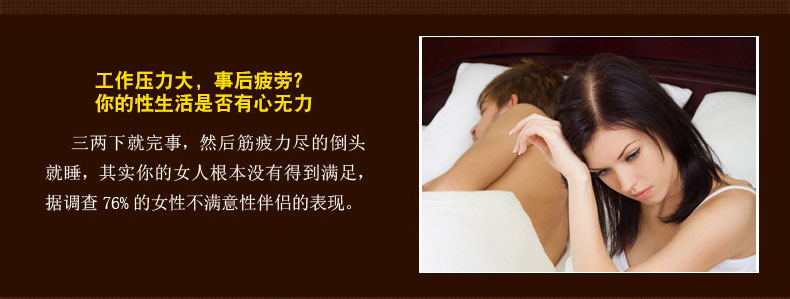 工作压力大，事后疲劳？
你的性生活是否有心无力
三两下就完事，然后筋疲力尽的倒头
就睡，其实你的女人根本没有得到满足，
据调查76%的女性不满意性伴侣的表现。